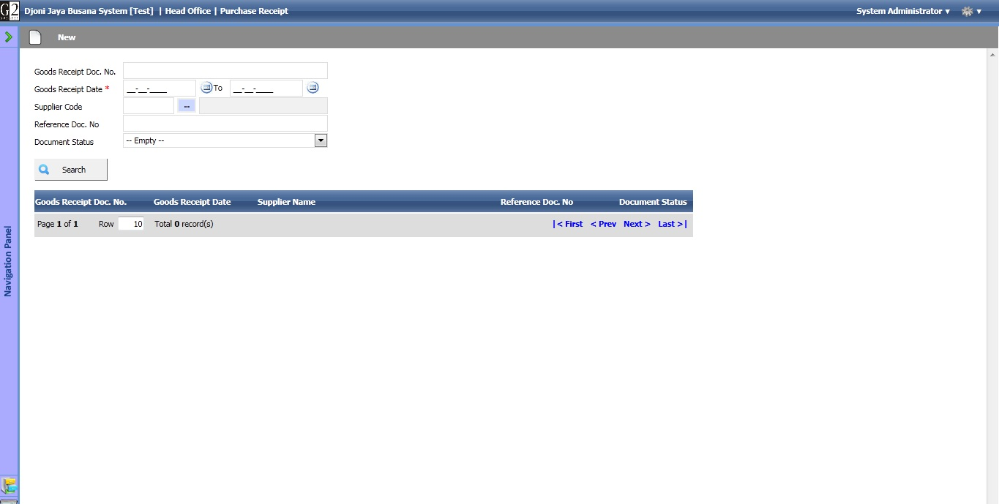 G2
Djoni Jaya Busana System [Test] | Head Office | Purchase Receipt
System Administrator ▼
▼
New
Goods Receipt Doc. No.
Goods Receipt Date * __-__-____ To __-__-____
Supplier Code ...
Reference Doc. No
Document Status -- Empty --
Search
Goods Receipt Doc. No. Goods Receipt Date Supplier Name Reference Doc. No Document Status
Page 1 of 1 Row 10 Total 0 record(s) |< First < Prev Next > Last >|
Navigation Panel